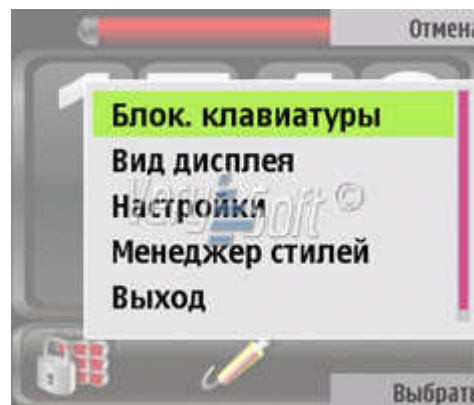 Отмена
Блок. клавиатуры
Вид дисплея
Настройки
Менеджер стилей
Выход
Выбрать